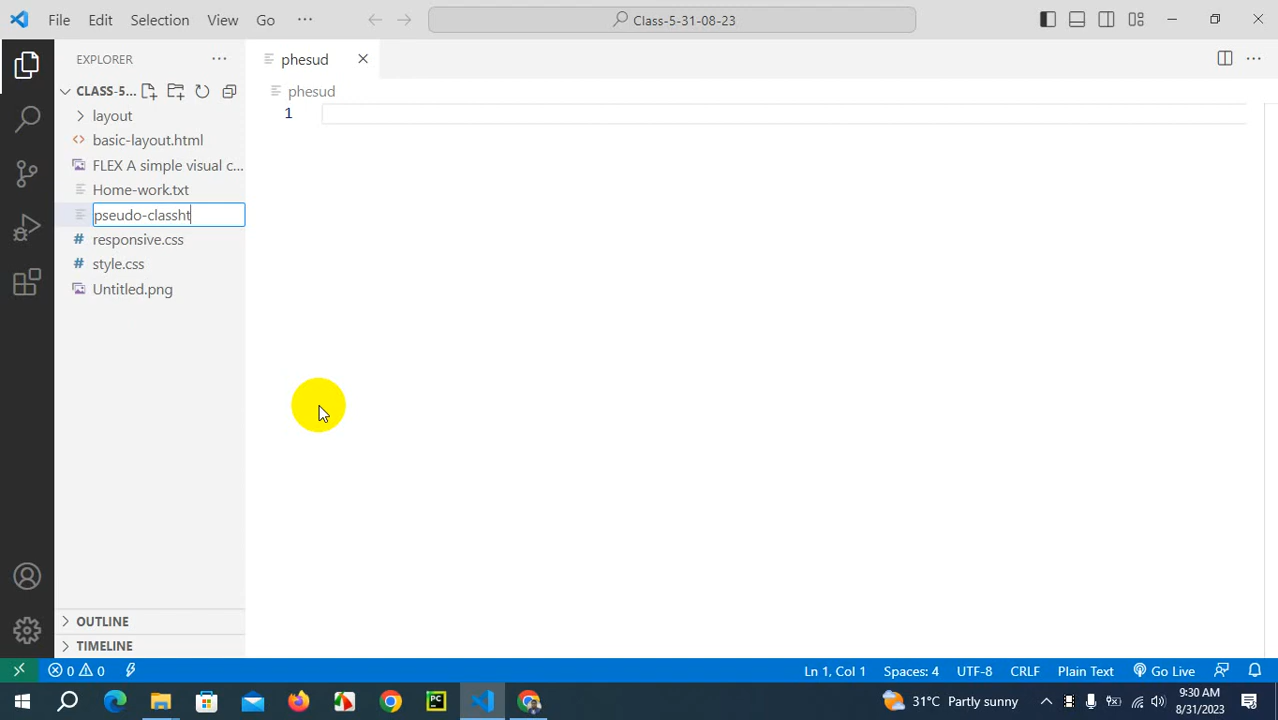 File Edit Selection View Go ··· Class-5-31-08-23
EXPLORER ···
phesud
CLASS-5...
phesud
1
layout
basic-layout.html
FLEX A simple visual c...
Home-work.txt
pseudo-classht
responsive.css
style.css
Untitled.png
OUTLINE
TIMELINE
0 0 Ln 1, Col 1 Spaces: 4 UTF-8 CRLF Plain Text Go Live
PC 31°C Partly sunny 9:30 AM
8/31/2023